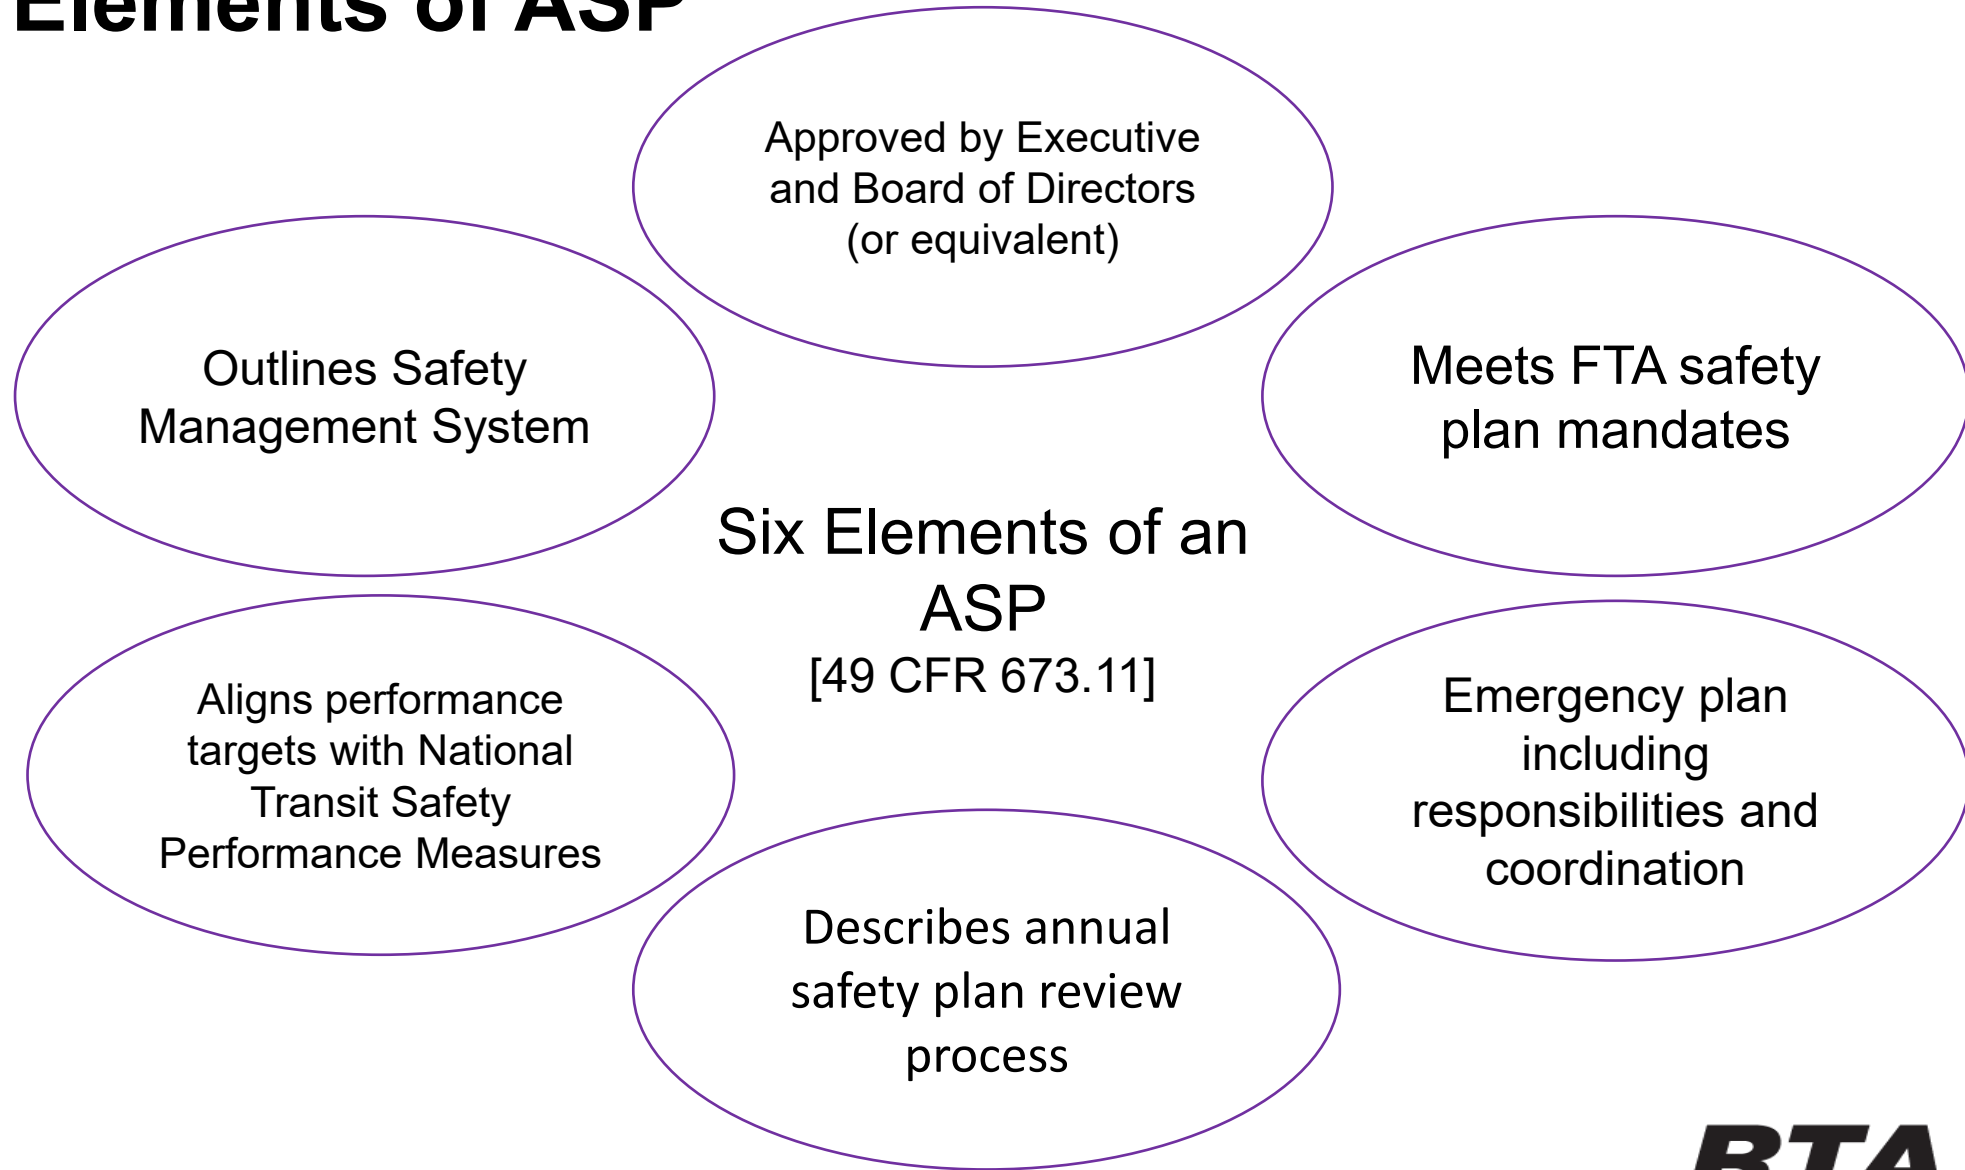 Elements of ASP
Approved by Executive
and Board of Directors
(or equivalent)
Outlines Safety
Management System
Meets FTA safety
plan mandates
Six Elements of an
ASP
[49 CFR 673.11]
Aligns performance
targets with National
Transit Safety
Performance Measures
Emergency plan
including
responsibilities and
coordination
Describes annual
safety plan review
process
RTA